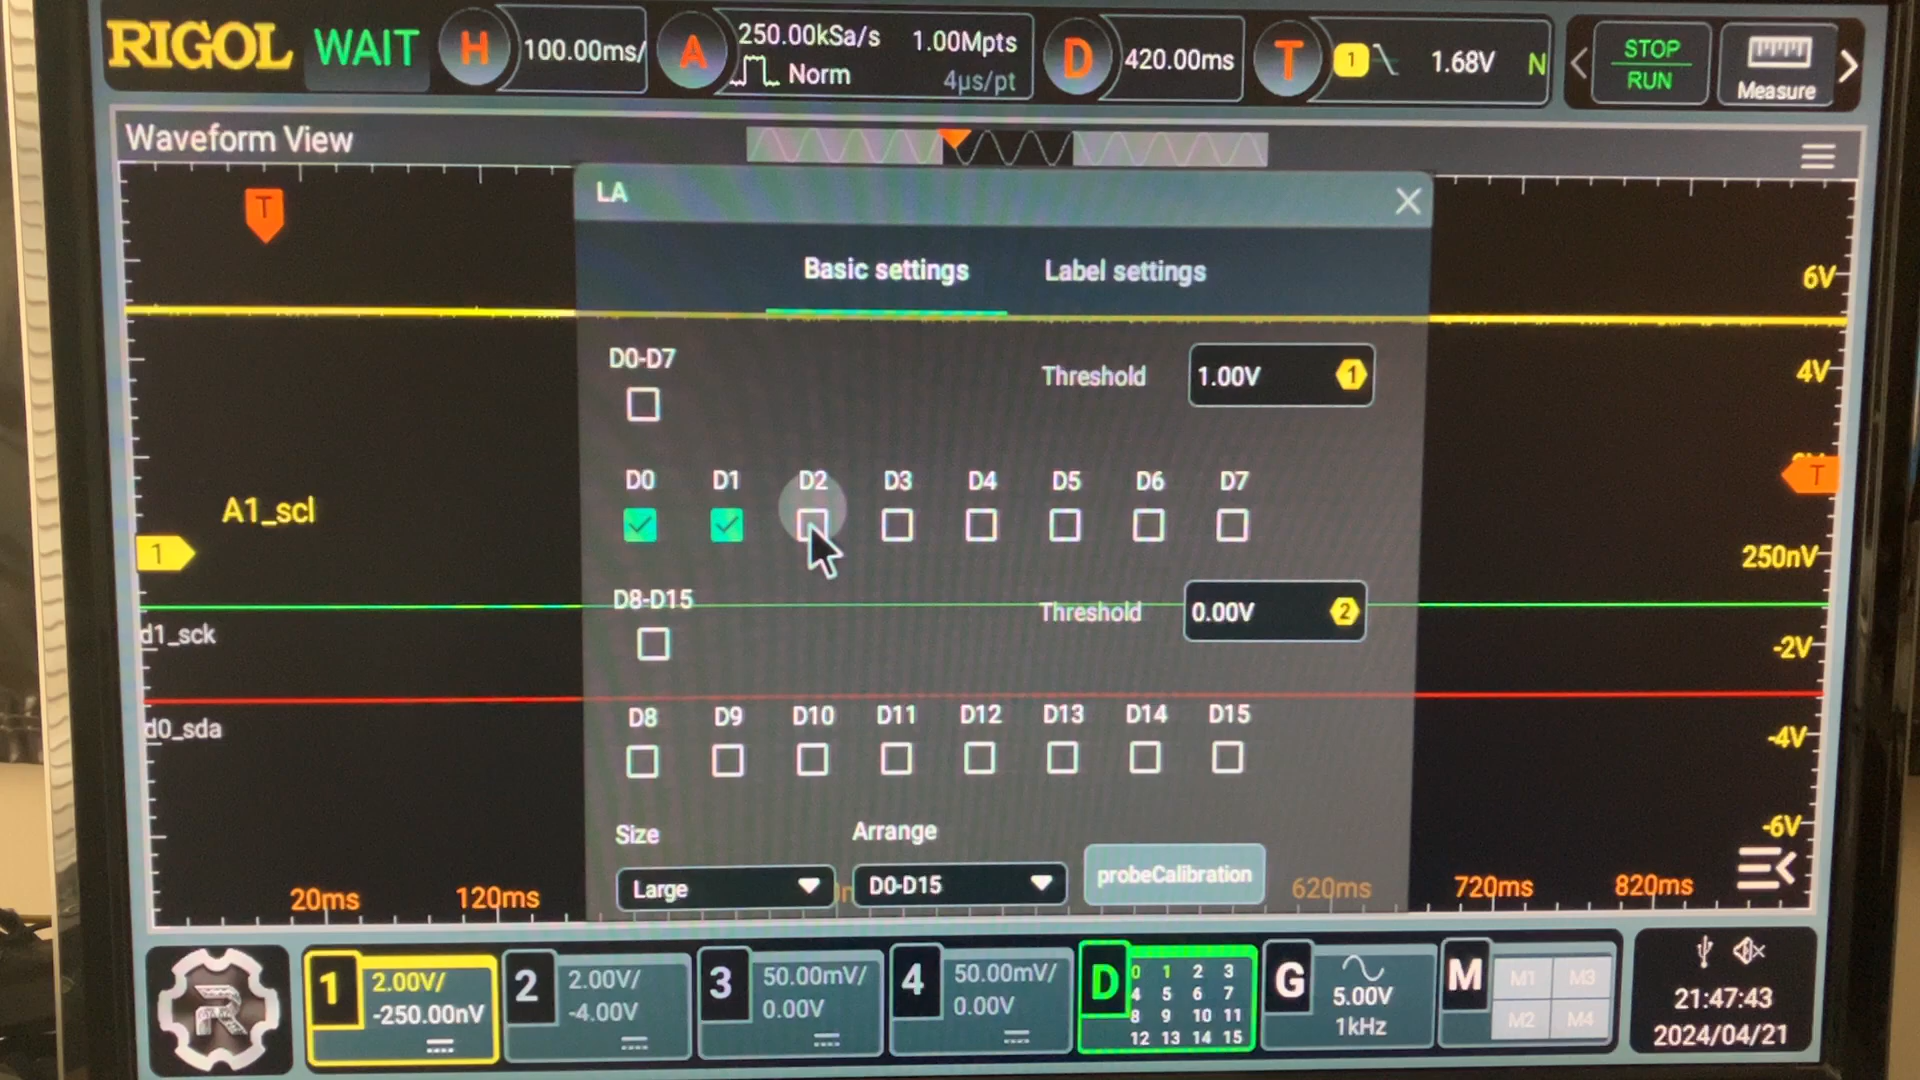 RIGOL WAIT H 100.00ms/ A 250.00kSa/s 1.00Mpts D 420.00ms T 1 1.68V N STOP
RUN
Norm 4µs/pt
Measure
Waveform View
T
LA
Basic settings Label settings
6V
D0-D7 Threshold 1.00V 1
4V
D0 D1 D2 D3 D4 D5 D6 D7
T
A1_scl
1
250nV
D8-D15 Threshold 0.00V 2
d1_sck
-2V
D8 D9 D10 D11 D12 D13 D14 D15
d0_sda
-4V
Size Arrange
-6V
Large D0-D15 probeCalibration
20ms 120ms 620ms 720ms 820ms
1 2.00V/
-250.00nV
2 2.00V/
-4.00V
3 50.00mV/
0.00V
4 50.00mV/
0.00V
D 0 1 2 3
4 5 6 7
8 9 10 11
12 13 14 15
G 5.00V
1kHz
M M1 M3
M2 M4
R
21:47:43
2024/04/21